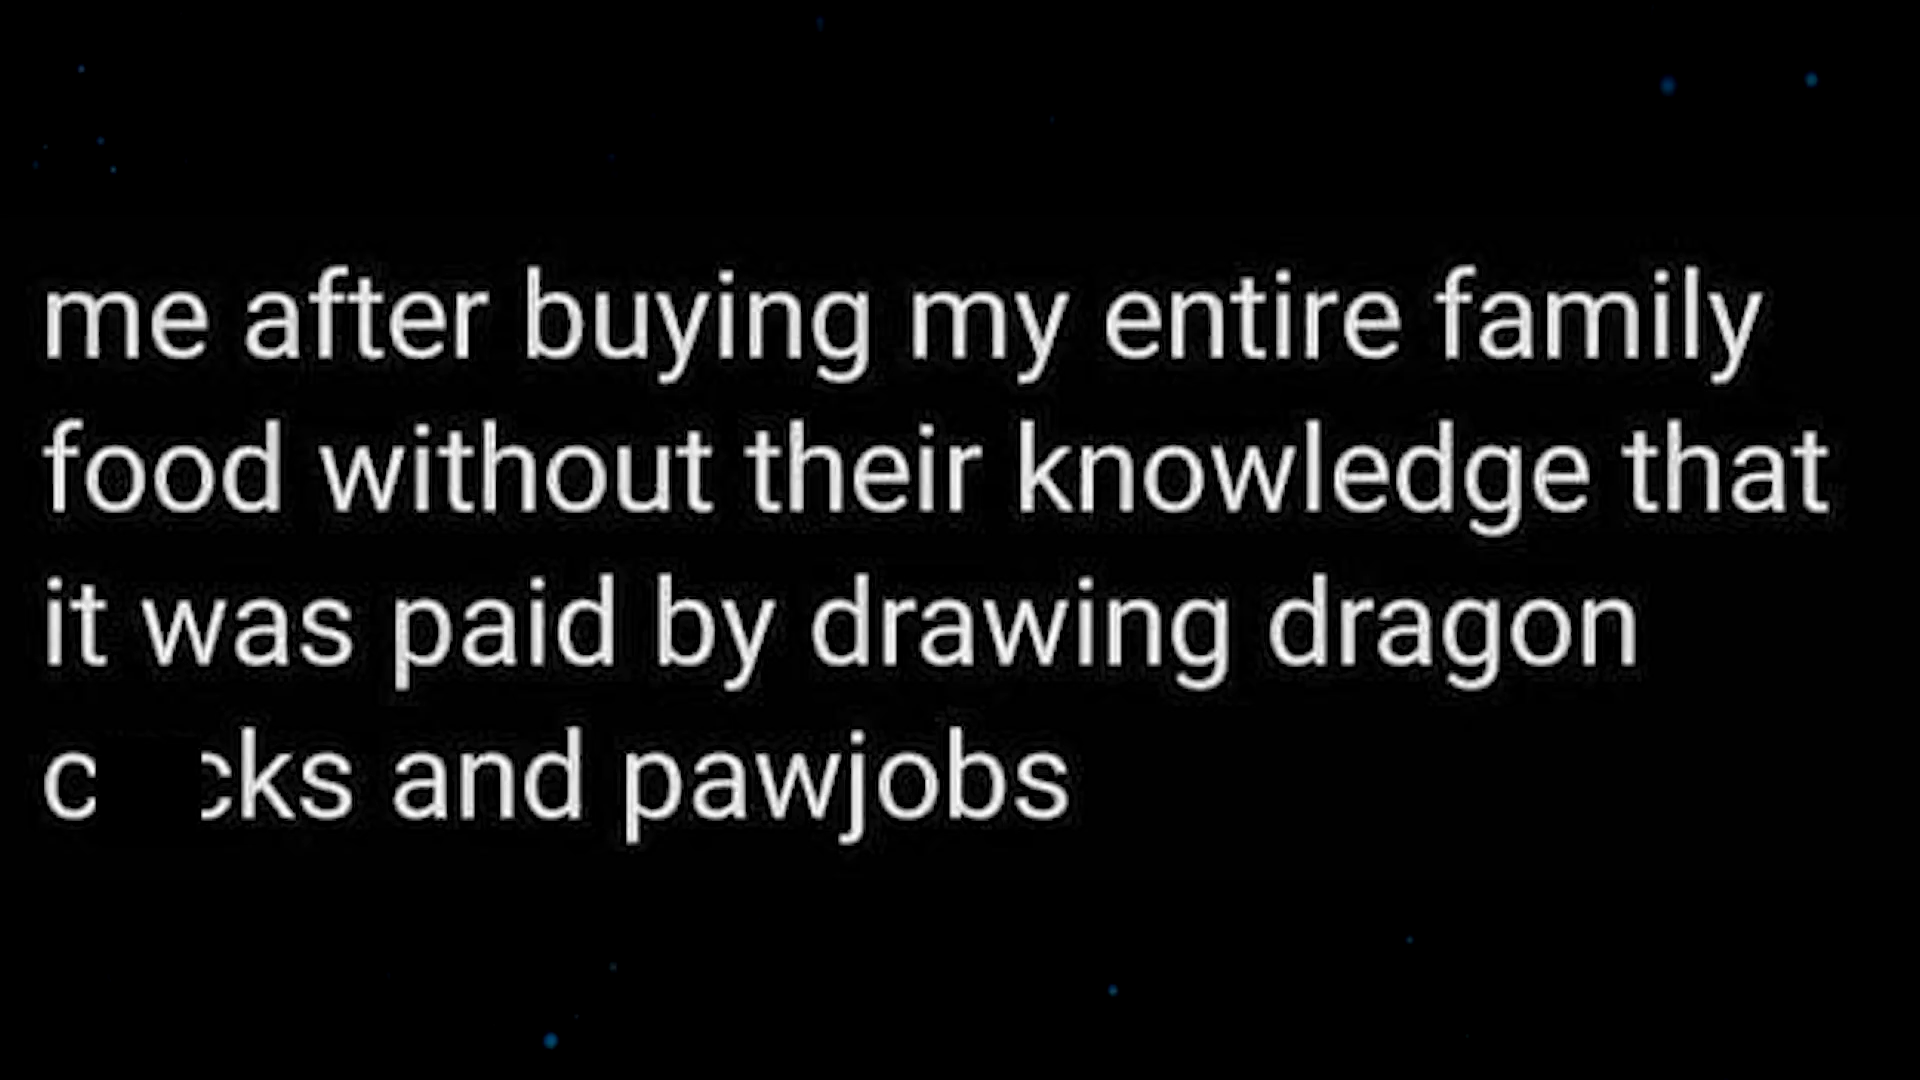 me after buying my entire family
food without their knowledge that
it was paid by drawing dragon
c cks and pawjobs